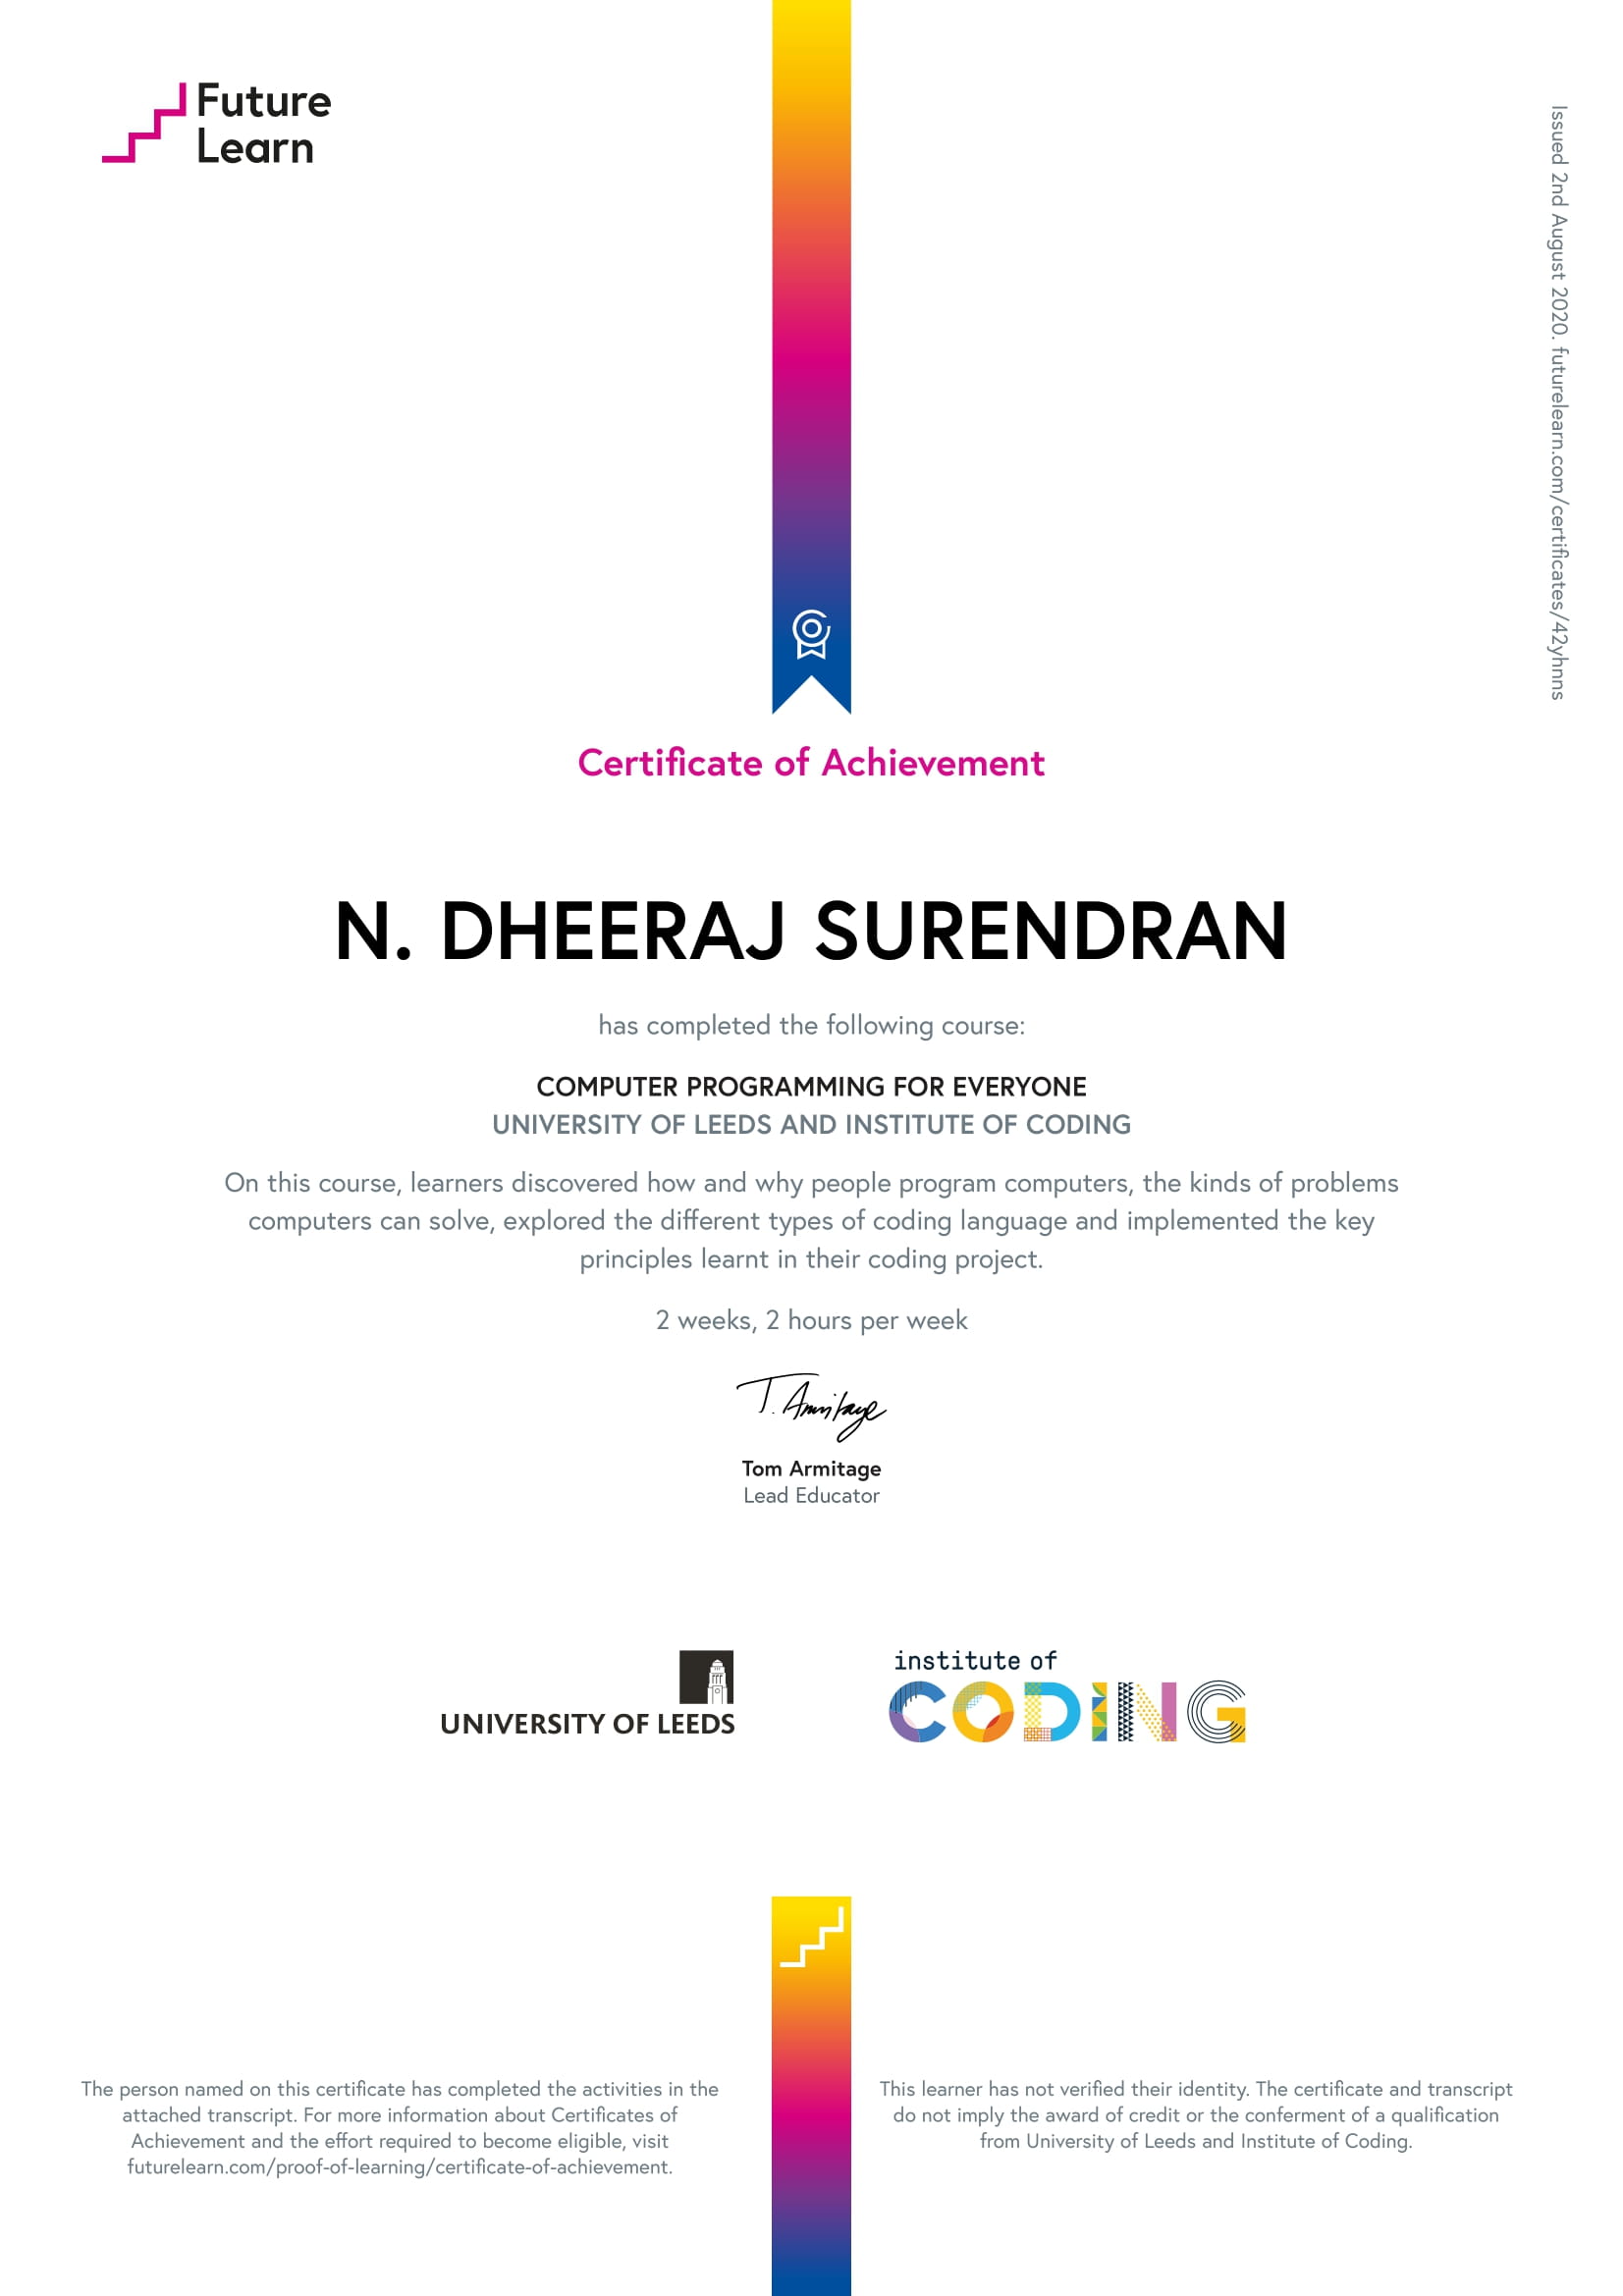 Future
Learn
Issued 2nd August 2020. futurelearn.com/certificates/42yhnns
Certificate of Achievement
N. DHEERAJ SURENDRAN
has completed the following course:
COMPUTER PROGRAMMING FOR EVERYONE
UNIVERSITY OF LEEDS AND INSTITUTE OF CODING
On this course, learners discovered how and why people program computers, the kinds of problems
computers can solve, explored the different types of coding language and implemented the key
principles learnt in their coding project.
2 weeks, 2 hours per week
T. Armitage
Tom Armitage
Lead Educator
UNIVERSITY OF LEEDS
institute of
CODING
The person named on this certificate has completed the activities in the
attached transcript. For more information about Certificates of
Achievement and the effort required to become eligible, visit
futurelearn.com/proof-of-learning/certificate-of-achievement.
This learner has not verified their identity. The certificate and transcript
do not imply the award of credit or the conferment of a qualification
from University of Leeds and Institute of Coding.